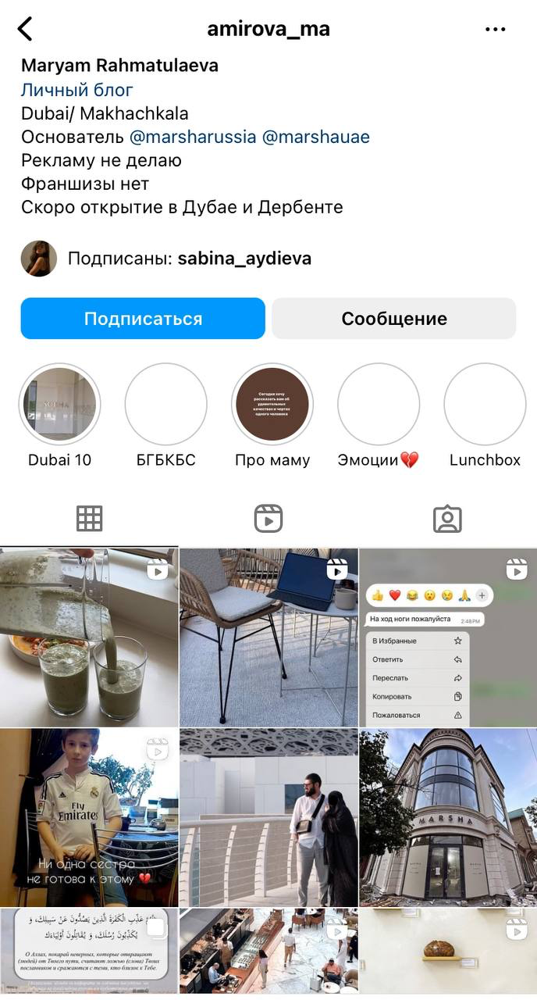 amirova_ma
Maryam Rahmatulaeva
Личный блог
Dubai/ Makhachkala
Основатель @marsharussia @marshauae
Рекламу не делаю
Франшизы нет
Скоро открытие в Дубае и Дербенте
Подписаны: sabina_aydieva
Подписаться
Сообщение
Сегодня хочу
рассказать вам об
удивительных
качествах и чертах
одного человека
Dubai 10
БГБКБС
Про маму
Эмоции💔
Lunchbox
На ход ноги пожалуйста
2:48 PM
В Избранные
Ответить
Переслать
Копировать
Пожаловаться
Fly
Emirates
Ни одна сестра
не готова к этому 💔
MARSHA
عَذِّبِ الْكَفَرَةَ الَّذِينَ يَصُدُّونَ عَنْ سَبِيلِكَ، وَ
يُكَذِّبُونَ رُسُلَكَ، وَ يُقَاتِلُونَ أَوْلِيَاءَكَ
О Аллах, покарай неверных, которые отвращают
(людей) от Твоего пути, считают ложью (слова) Твоих
посланников и сражаются с теми, кто близок к Тебе.